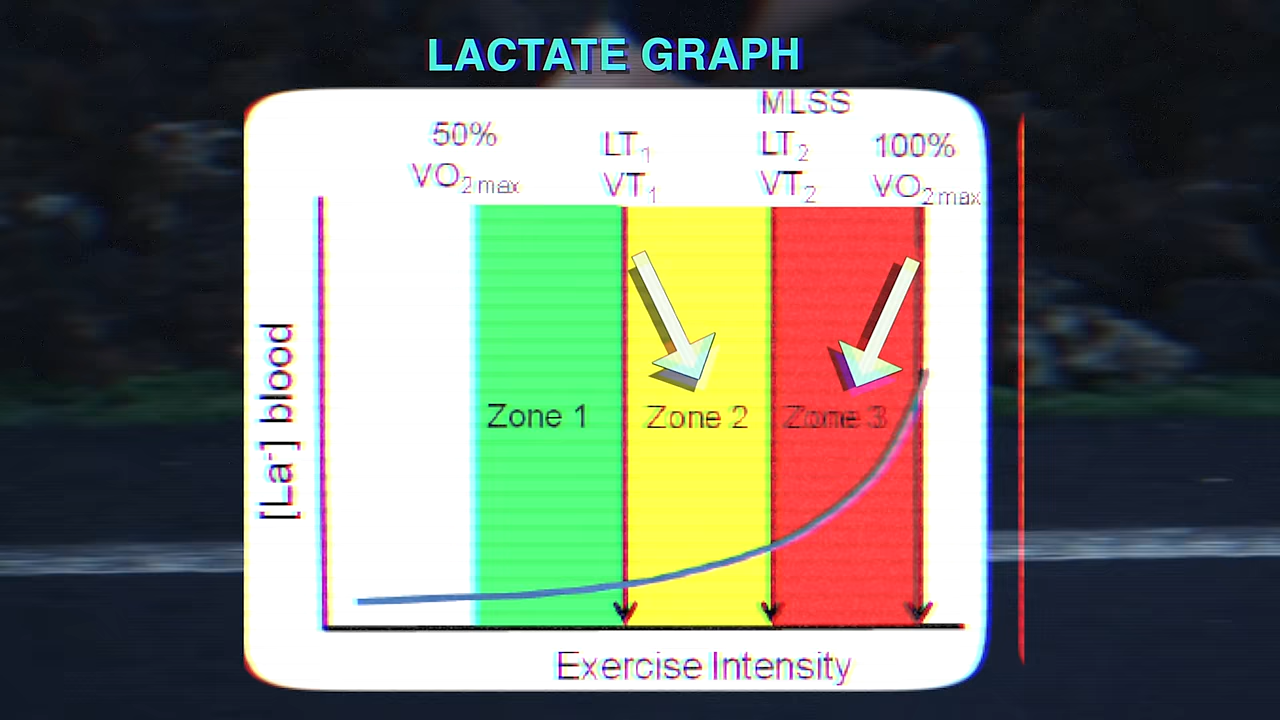 LACTATE GRAPH
MLSS
50% LT1 LT2 100%
VO2max VT1 VT2 VO2max
[La-] blood
Zone 1 Zone 2 Zone 3
Exercise Intensity